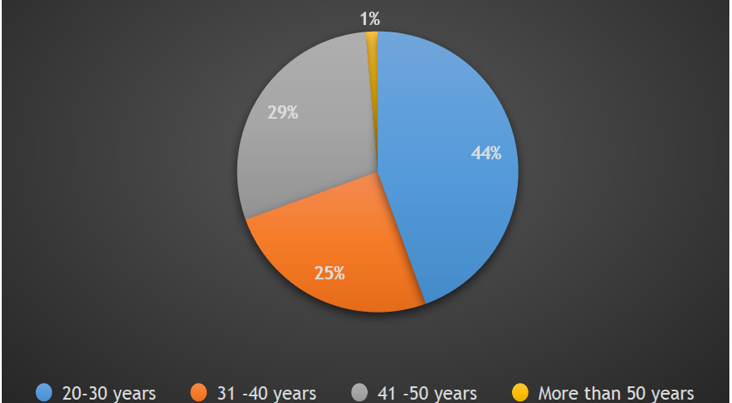 1%
29%
44%
25%
20-30 years
31 -40 years
41 -50 years
More than 50 years